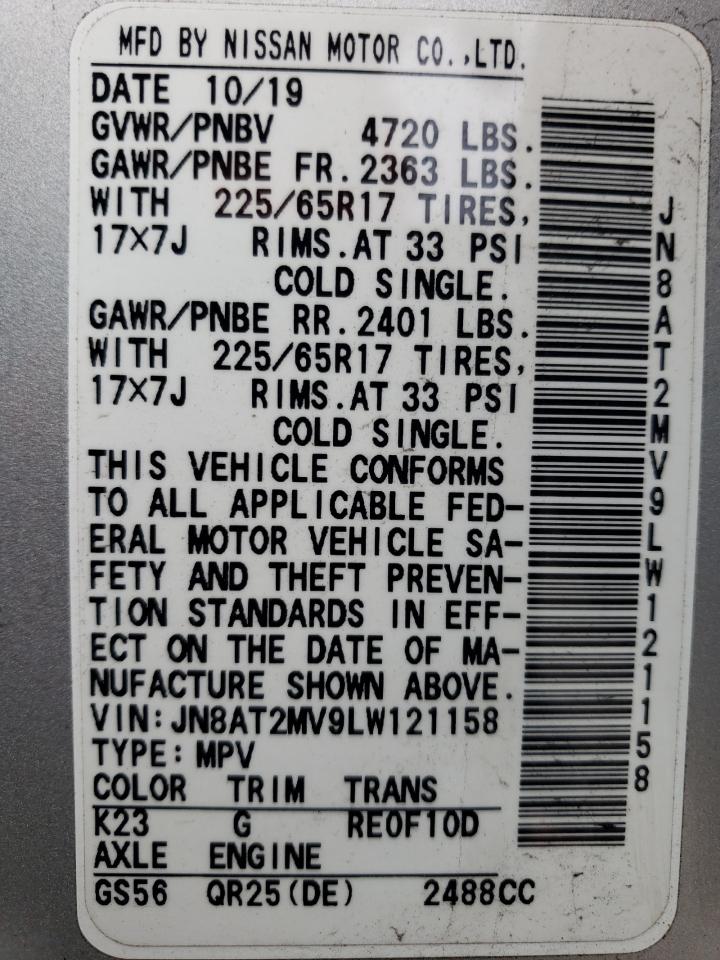 MFD BY NISSAN MOTOR CO.,LTD.
DATE 10/19
GVWR/PNBV 4720 LBS.
GAWR/PNBE FR.2363 LBS.
WITH 225/65R17 TIRES,
17×7J RIMS.AT 33 PSI
COLD SINGLE.
GAWR/PNBE RR.2401 LBS.
WITH 225/65R17 TIRES,
17×7J RIMS.AT 33 PSI
COLD SINGLE.
THIS VEHICLE CONFORMS
TO ALL APPLICABLE FED-
ERAL MOTOR VEHICLE SA-
FETY AND THEFT PREVEN-
TION STANDARDS IN EFF-
ECT ON THE DATE OF MA-
NUFACTURE SHOWN ABOVE.
VIN:JN8AT2MV9LW121158
TYPE:MPV
COLOR TRIM TRANS
K23 G RE0F10D
AXLE ENGINE
GS56 QR25(DE) 2488CC
JN8AT2MV9LW121158